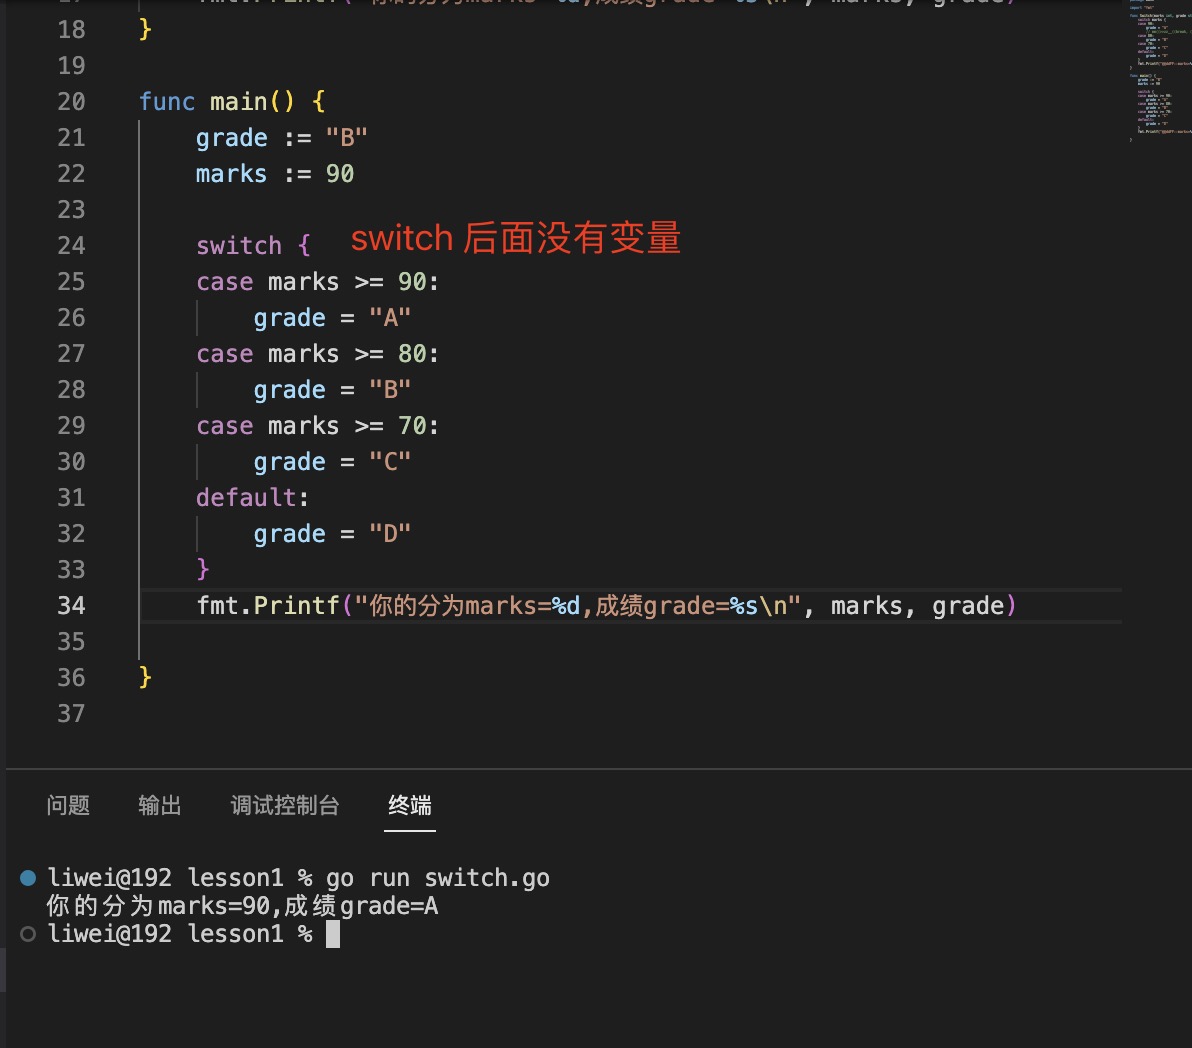 18 }
19
20 func main() {
21 grade := "B"
22 marks := 90
23
24 switch { switch 后面没有变量
25 case marks >= 90:
26 grade = "A"
27 case marks >= 80:
28 grade = "B"
29 case marks >= 70:
30 grade = "C"
31 default:
32 grade = "D"
33 }
34 fmt.Printf("你的分为marks=%d,成绩grade=%s\n", marks, grade)
35
36 }
37
问题 输出 调试控制台 终端
liwei@192 lesson1 % go run switch.go
你的分为marks=90,成绩grade=A
liwei@192 lesson1 %